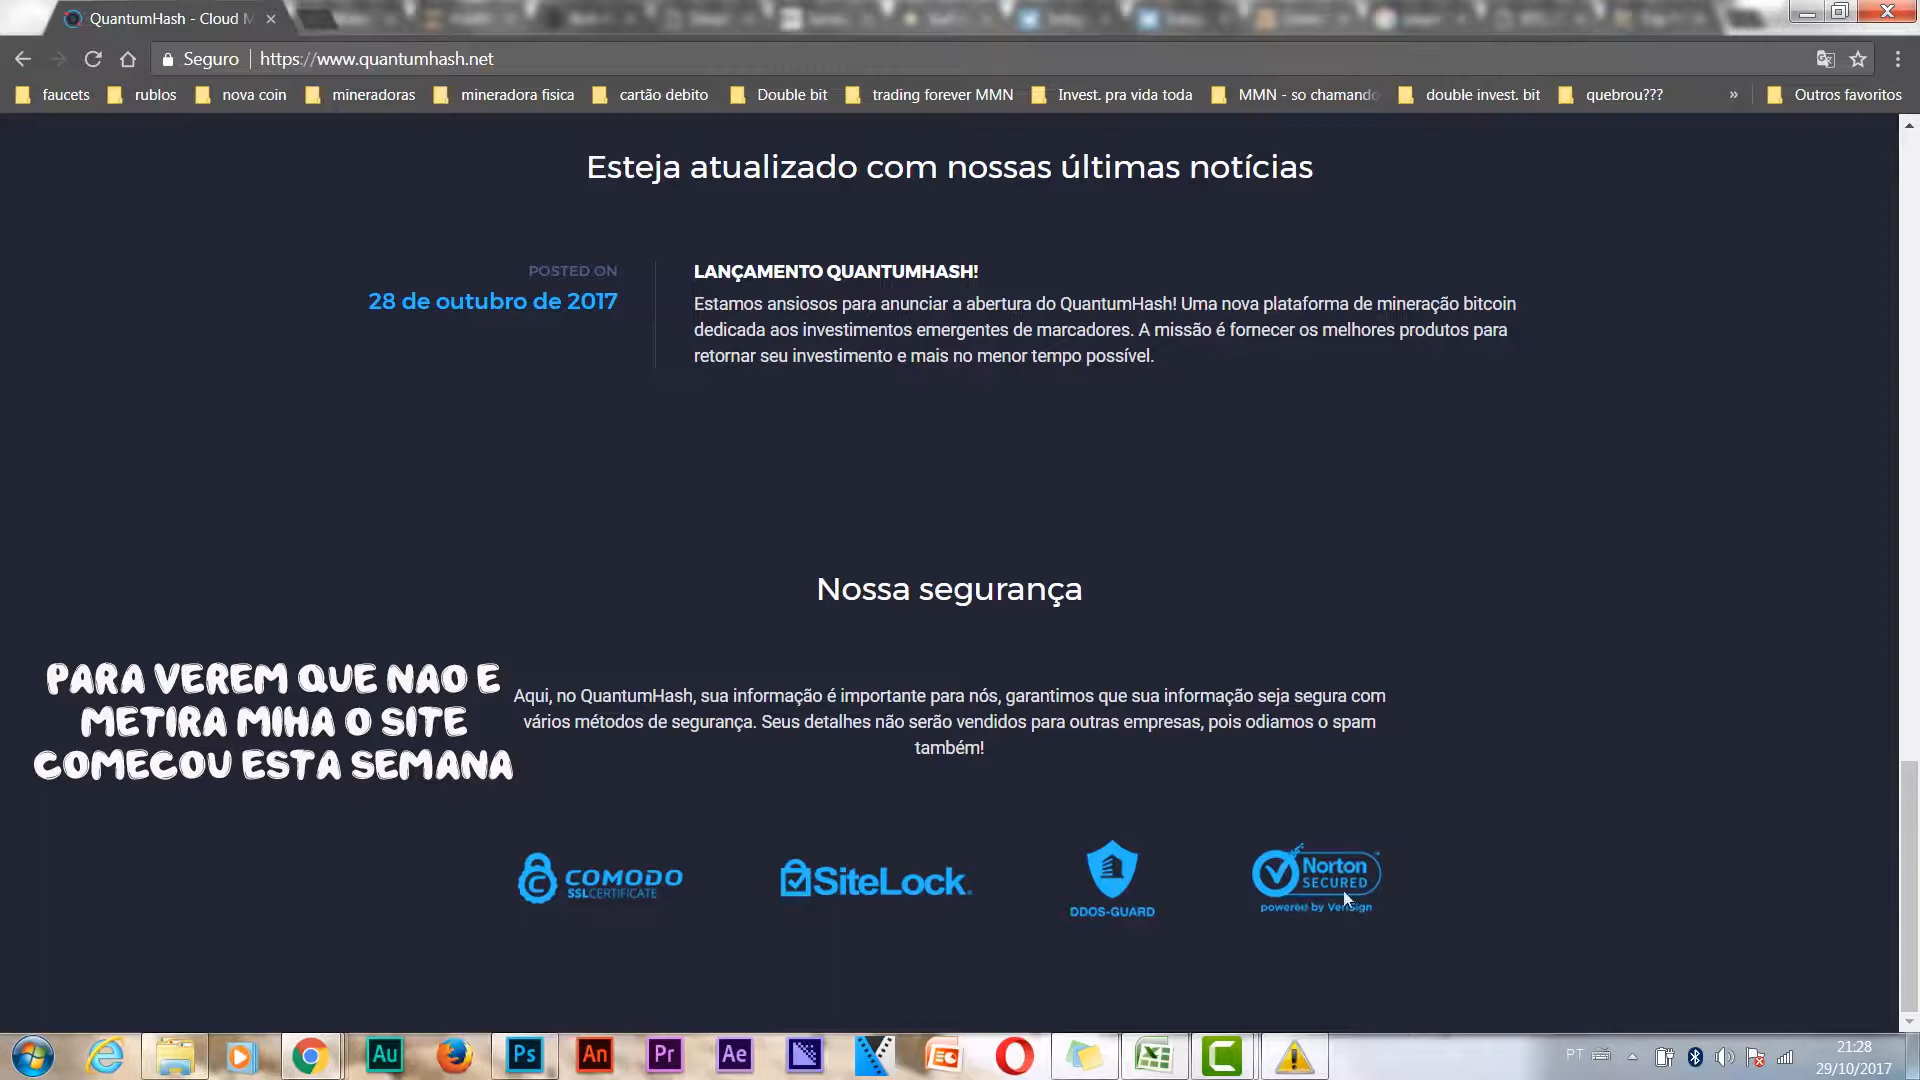 QuantumHash - Cloud M
Seguro
https://www.quantumhash.net
faucets
rublos
nova coin
mineradoras
mineradora fisica
cartão debito
Double bit
trading forever MMN
Invest. pra vida toda
MMN - so chamando
double invest. bit
quebrou???
»
Outros favoritos
Esteja atualizado com nossas últimas notícias
POSTED ON
28 de outubro de 2017
LANÇAMENTO QUANTUMHASH!
Estamos ansiosos para anunciar a abertura do QuantumHash! Uma nova plataforma de mineração bitcoin
dedicada aos investimentos emergentes de marcadores. A missão é fornecer os melhores produtos para
retornar seu investimento e mais no menor tempo possível.
Nossa segurança
PARA VEREM QUE NAO E
METIRA MIHA O SITE
COMECOU ESTA SEMANA
Aqui, no QuantumHash, sua informação é importante para nós, garantimos que sua informação seja segura com
vários métodos de segurança. Seus detalhes não serão vendidos para outras empresas, pois odiamos o spam
também!
COMODO
SSL CERTIFICATE
SiteLock
DDOS-GUARD
Norton
SECURED
powered by VeriSign
Au
Ps
An
Pr
Ae
PT
21:28
29/10/2017